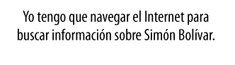 Yo tengo que navegar el Internet para
buscar información sobre Simón Bolívar.